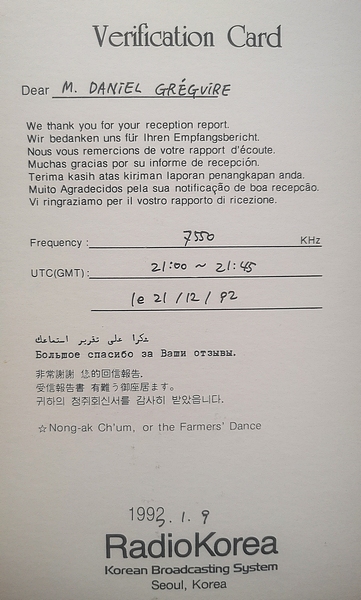 Verification Card
Dear M. DANIEL GRÉGVIRE
We thank you for your reception report.
Wir bedanken uns für Ihren Empfangsbericht.
Nous vous remercions de votre rapport d'écoute.
Muchas gracias por su informe de recepción.
Terima kasih atas kiriman laporan penangkapan anda.
Muito Agradecidos pela sua notificação de boa recepcão.
Vi ringraziamo per il vostro rapporto di ricezione.
Frequency : 7550 KHz
UTC(GMT) : 21:00 ~ 21:45
le 21/12/92
شكرا على تقرير استماعك
Большое спасибо за Ваши отзывы.
非常謝謝 您的回信報告.
受信報告書 有難う御座居ます。
귀하의 청취회신서를 감사히 받았읍니다.
☆Nong-ak Ch'um, or the Farmers' Dance
1993. 1. 9
RadioKorea
Korean Broadcasting System
Seoul, Korea